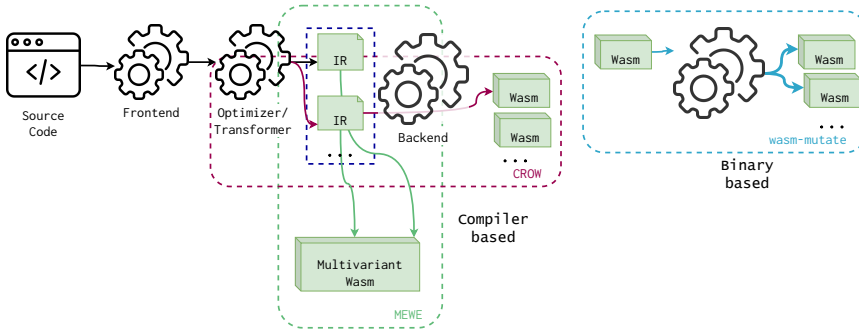 </>
Source
Code
Frontend
Optimizer/
Transformer
IR
IR
...
Backend
Wasm
Wasm
...
CROW
Compiler
based
Multivariant
Wasm
MEWE
Wasm
Wasm
Wasm
...
wasm-mutate
Binary
based